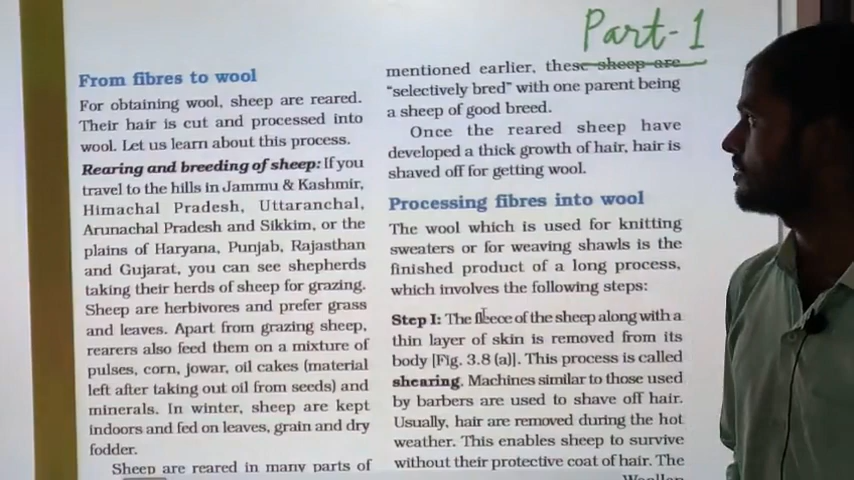 Part-1
From fibres to wool
For obtaining wool, sheep are reared.
Their hair is cut and processed into
wool. Let us learn about this process.
Rearing and breeding of sheep: If you
travel to the hills in Jammu & Kashmir,
Himachal Pradesh, Uttaranchal,
Arunachal Pradesh and Sikkim, or the
plains of Haryana, Punjab, Rajasthan
and Gujarat, you can see shepherds
taking their herds of sheep for grazing.
Sheep are herbivores and prefer grass
and leaves. Apart from grazing sheep,
rearers also feed them on a mixture of
pulses, corn, jowar, oil cakes (material
left after taking out oil from seeds) and
minerals. In winter, sheep are kept
indoors and fed on leaves, grain and dry
fodder.
Sheep are reared in many parts of
mentioned earlier, these sheep are
“selectively bred” with one parent being
a sheep of good breed.
Once the reared sheep have
developed a thick growth of hair, hair is
shaved off for getting wool.
Processing fibres into wool
The wool which is used for knitting
sweaters or for weaving shawls is the
finished product of a long process,
which involves the following steps:
Step I: The fleece of the sheep along with a
thin layer of skin is removed from its
body [Fig. 3.8 (a)]. This process is called
shearing. Machines similar to those used
by barbers are used to shave off hair.
Usually, hair are removed during the hot
weather. This enables sheep to survive
without their protective coat of hair. The
Woollen